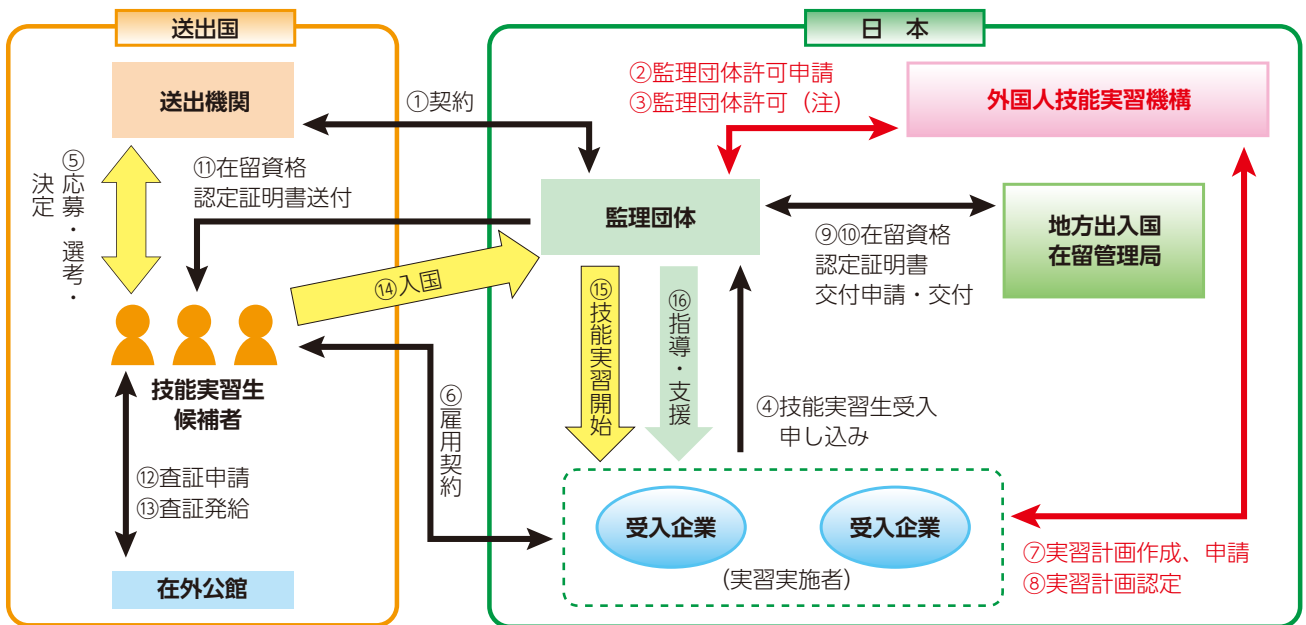 送出国
日 本
送出機関
①契約
②監理団体許可申請
③監理団体許可（注）
外国人技能実習機構
⑤応募・選考・
決定
⑪在留資格
認定証明書送付
監理団体
⑨⑩在留資格
認定証明書
交付申請・交付
地方出入国
在留管理局
⑭入国
⑮技能実習開始
⑯指導・支援
④技能実習生受入
申し込み
技能実習生
候補者
⑥雇用契約
⑫査証申請
⑬査証発給
在外公館
受入企業
受入企業
(実習実施者)
⑦実習計画作成、申請
⑧実習計画認定